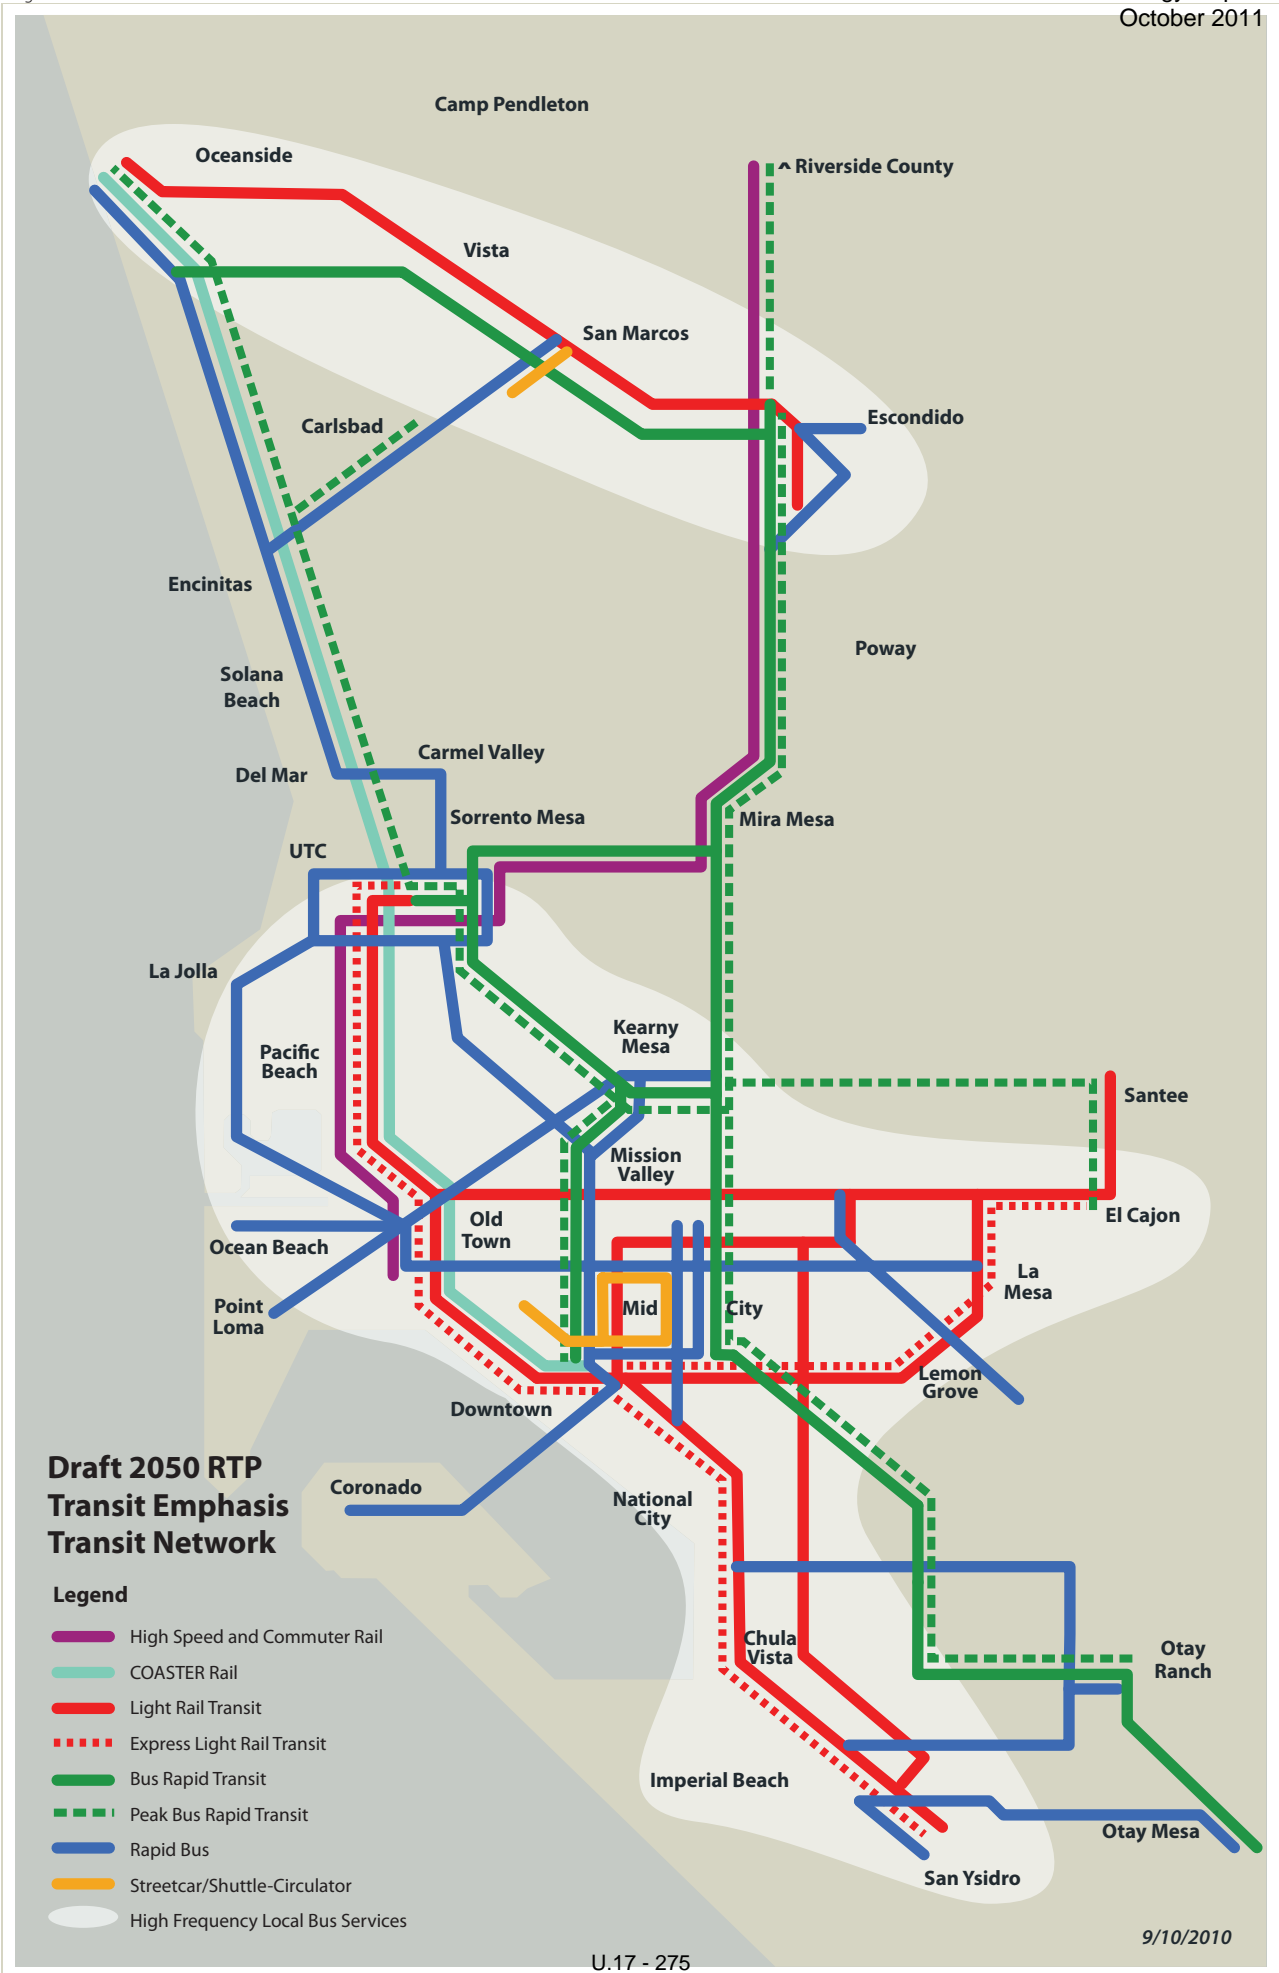 October 2011
Camp Pendleton
Oceanside
^ Riverside County
Vista
San Marcos
Escondido
Carlsbad
Encinitas
Poway
Solana
Beach
Carmel Valley
Del Mar
Sorrento Mesa
Mira Mesa
UTC
La Jolla
Kearny
Mesa
Pacific
Beach
Santee
Mission
Valley
El Cajon
Old
Town
Ocean Beach
La
Mesa
Point
Loma
Mid
City
Lemon
Grove
Downtown
Draft 2050 RTP
Transit Emphasis
Transit Network
Coronado
National
City
Legend
High Speed and Commuter Rail
COASTER Rail
Light Rail Transit
Express Light Rail Transit
Bus Rapid Transit
Peak Bus Rapid Transit
Rapid Bus
Streetcar/Shuttle-Circulator
High Frequency Local Bus Services
Chula
Vista
Otay
Ranch
Imperial Beach
Otay Mesa
San Ysidro
9/10/2010
U.17 - 275